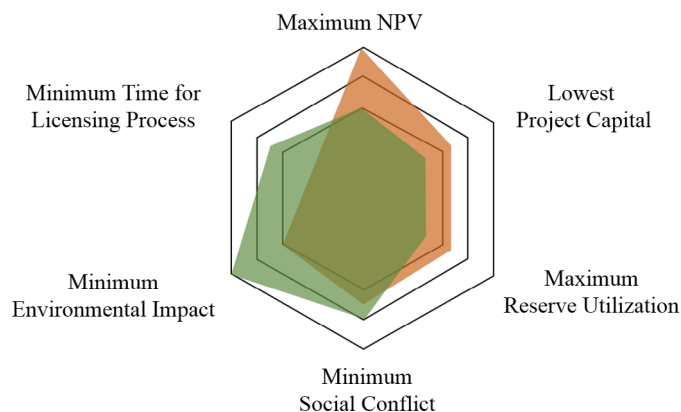 Maximum NPV
Minimum Time for
Licensing Process
Lowest
Project Capital
Minimum
Environmental Impact
Maximum
Reserve Utilization
Minimum
Social Conflict